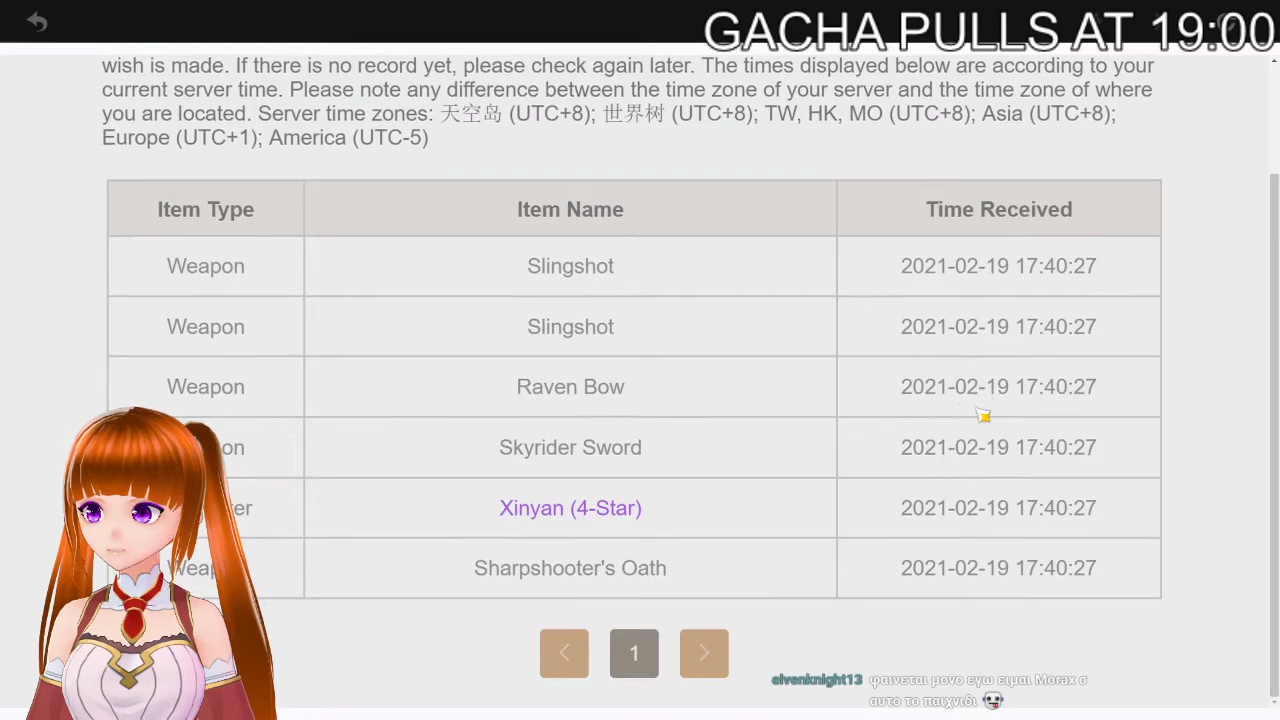 GACHA PULLS AT 19:00
wish is made. If there is no record yet, please check again later. The times displayed below are according to your
current server time. Please note any difference between the time zone of your server and the time zone of where
you are located. Server time zones: 天空岛 (UTC+8); 世界树 (UTC+8); TW, HK, MO (UTC+8); Asia (UTC+8);
Europe (UTC+1); America (UTC-5)
Item Type Item Name Time Received
Weapon Slingshot 2021-02-19 17:40:27
Weapon Slingshot 2021-02-19 17:40:27
Weapon Raven Bow 2021-02-19 17:40:27
on Skyrider Sword 2021-02-19 17:40:27
er Xinyan (4-Star) 2021-02-19 17:40:27
Weap Sharpshooter's Oath 2021-02-19 17:40:27
< 1 >
elvenknight13 φαινεται μονο εγω ειμαι Morax σ
αυτο το παιχνιδι